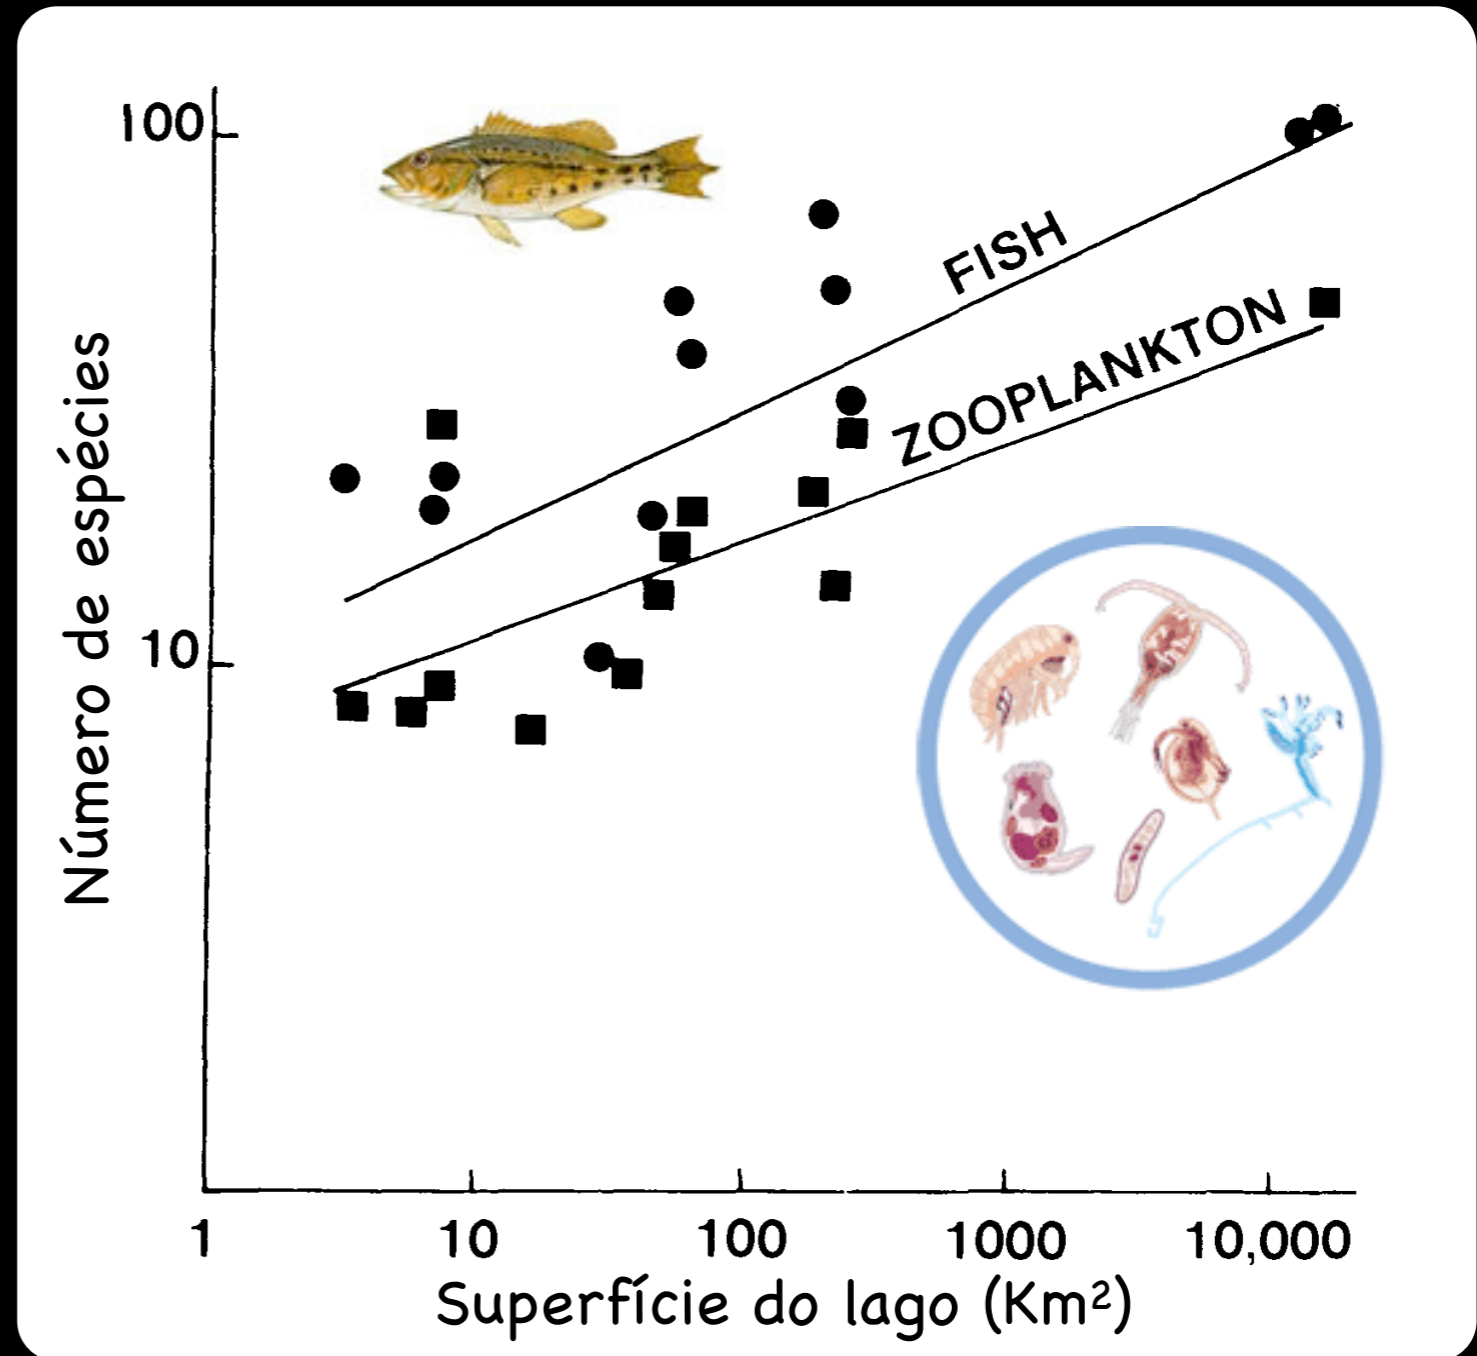 100
FISH
ZOOPLANKTON
10
Número de espécies
1 10 100 1000 10,000
Superfície do lago (Km²)